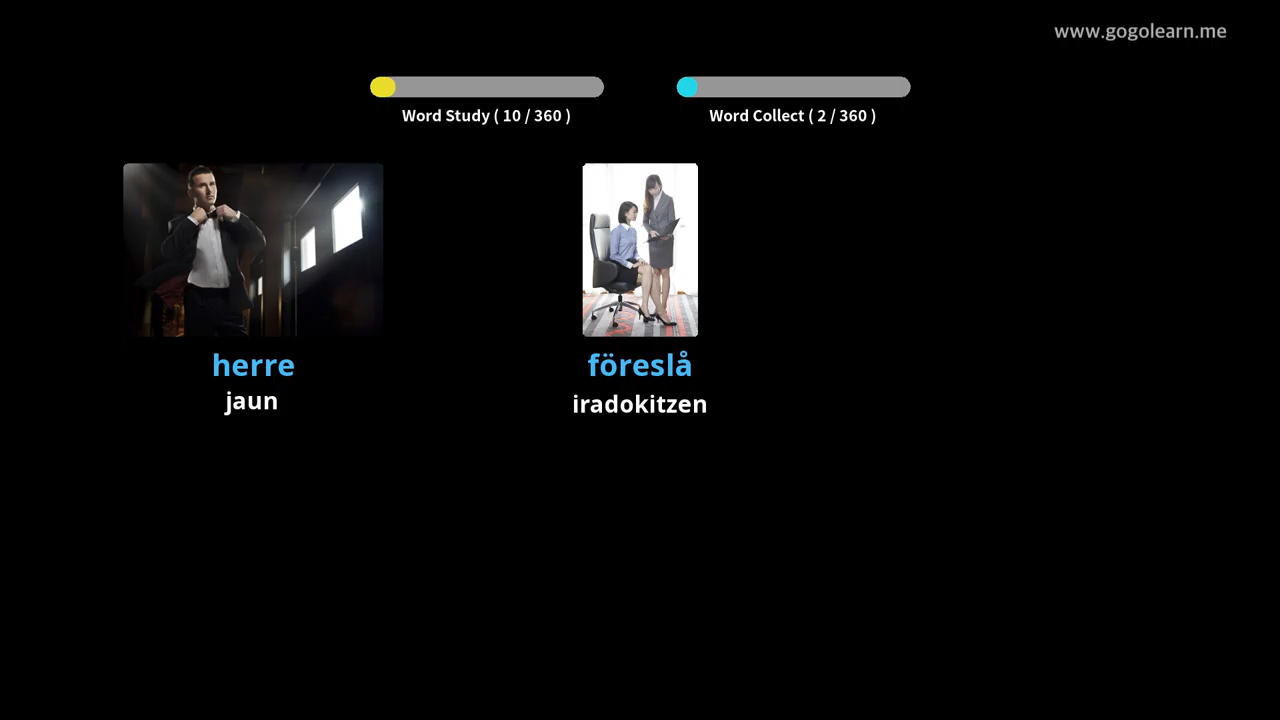 www.gogolearn.me
Word Study ( 10 / 360 )
Word Collect ( 2 / 360 )
herre
jaun
föreslå
iradokitzen